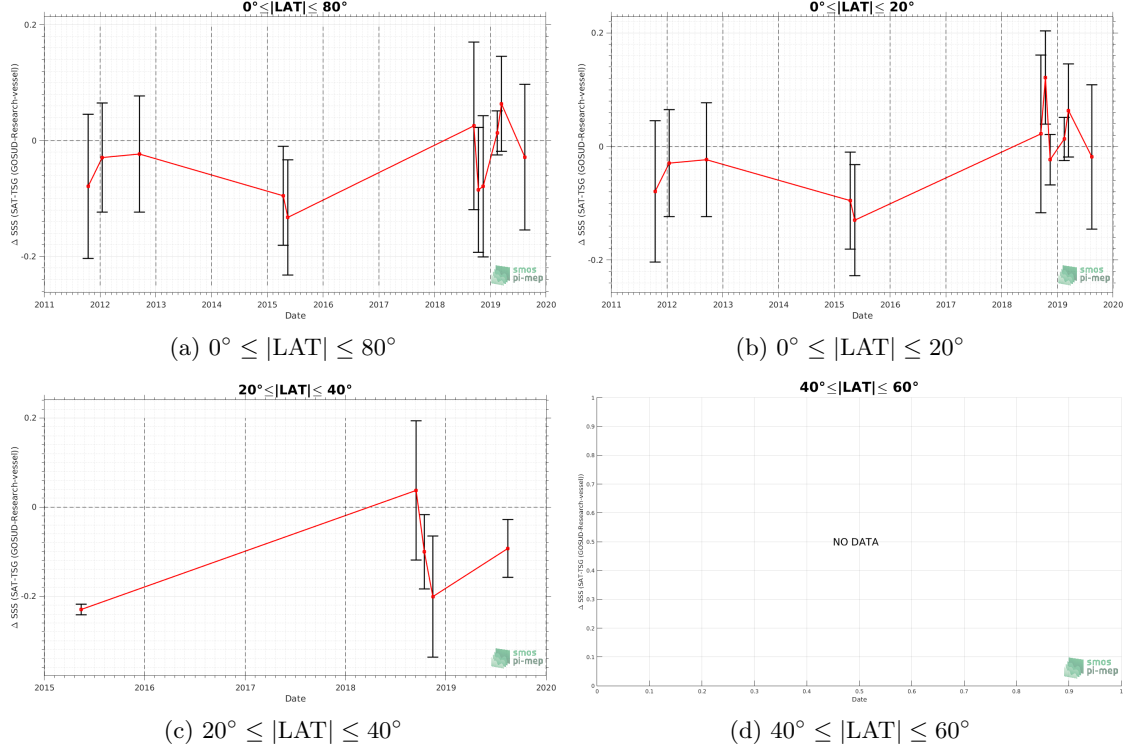 0°≤|LAT|≤ 80°
Δ SSS (SAT-TSG (GOSUD-Research-vessel))
0.2
0
-0.2
2011 2012 2013 2014 2015 2016 2017 2018 2019 2020
Date
smos
pi-mep
(a) 0° ≤ |LAT| ≤ 80°
0°≤|LAT|≤ 20°
Δ SSS (SAT-TSG (GOSUD-Research-vessel))
0.2
0
-0.2
2011 2012 2013 2014 2015 2016 2017 2018 2019 2020
Date
smos
pi-mep
(b) 0° ≤ |LAT| ≤ 20°
20°≤|LAT|≤ 40°
Δ SSS (SAT-TSG (GOSUD-Research-vessel))
0.2
0
-0.2
2015 2016 2017 2018 2019 2020
Date
smos
pi-mep
(c) 20° ≤ |LAT| ≤ 40°
40°≤|LAT|≤ 60°
Δ SSS (SAT-TSG (GOSUD-Research-vessel))
1
0.9
0.8
0.7
0.6
0.5
0.4
0.3
0.2
0.1
0
NO DATA
0 0.1 0.2 0.3 0.4 0.5 0.6 0.7 0.8 0.9 1
Date
smos
pi-mep
(d) 40° ≤ |LAT| ≤ 60°